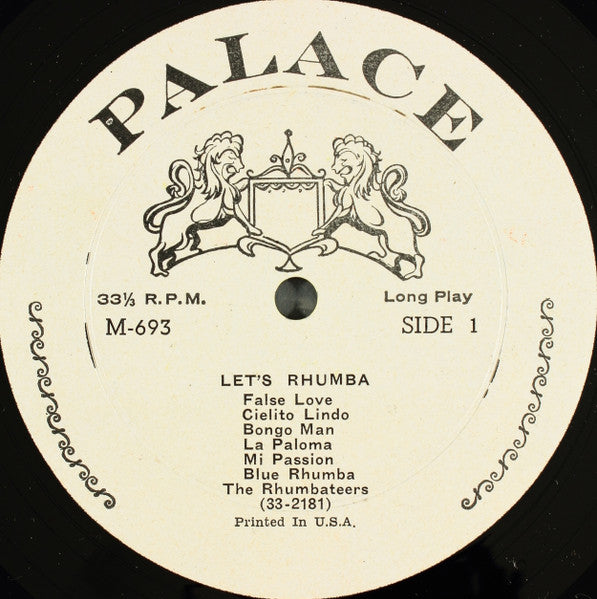 PALACE
33⅓ R.P.M.
Long Play
M-693
SIDE 1
LET'S RHUMBA
False Love
Cielito Lindo
Bongo Man
La Paloma
Mi Passion
Blue Rhumba
The Rhumbateers
(33-2181)
Printed In U.S.A.